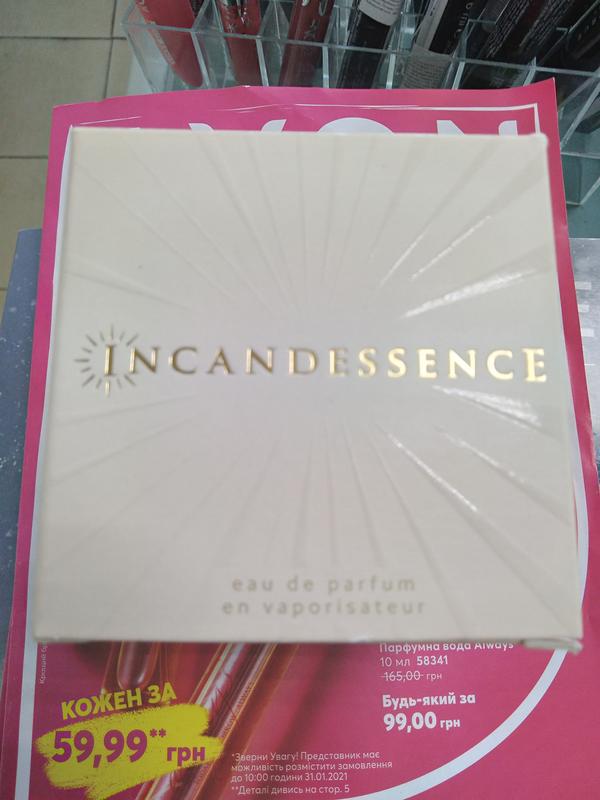 INCANDESSENCE
eau de parfum
en vaporisateur
Парфумна вода Always
10 мл 58341
165,00 грн
Будь-який за
99,00 грн
КОЖЕН ЗА
59,99** грн
*Зверни Увагу! Представник має
можливість розмістити замовлення
до 10:00 години 31.01.2021
**Деталі дивись на стор. 5